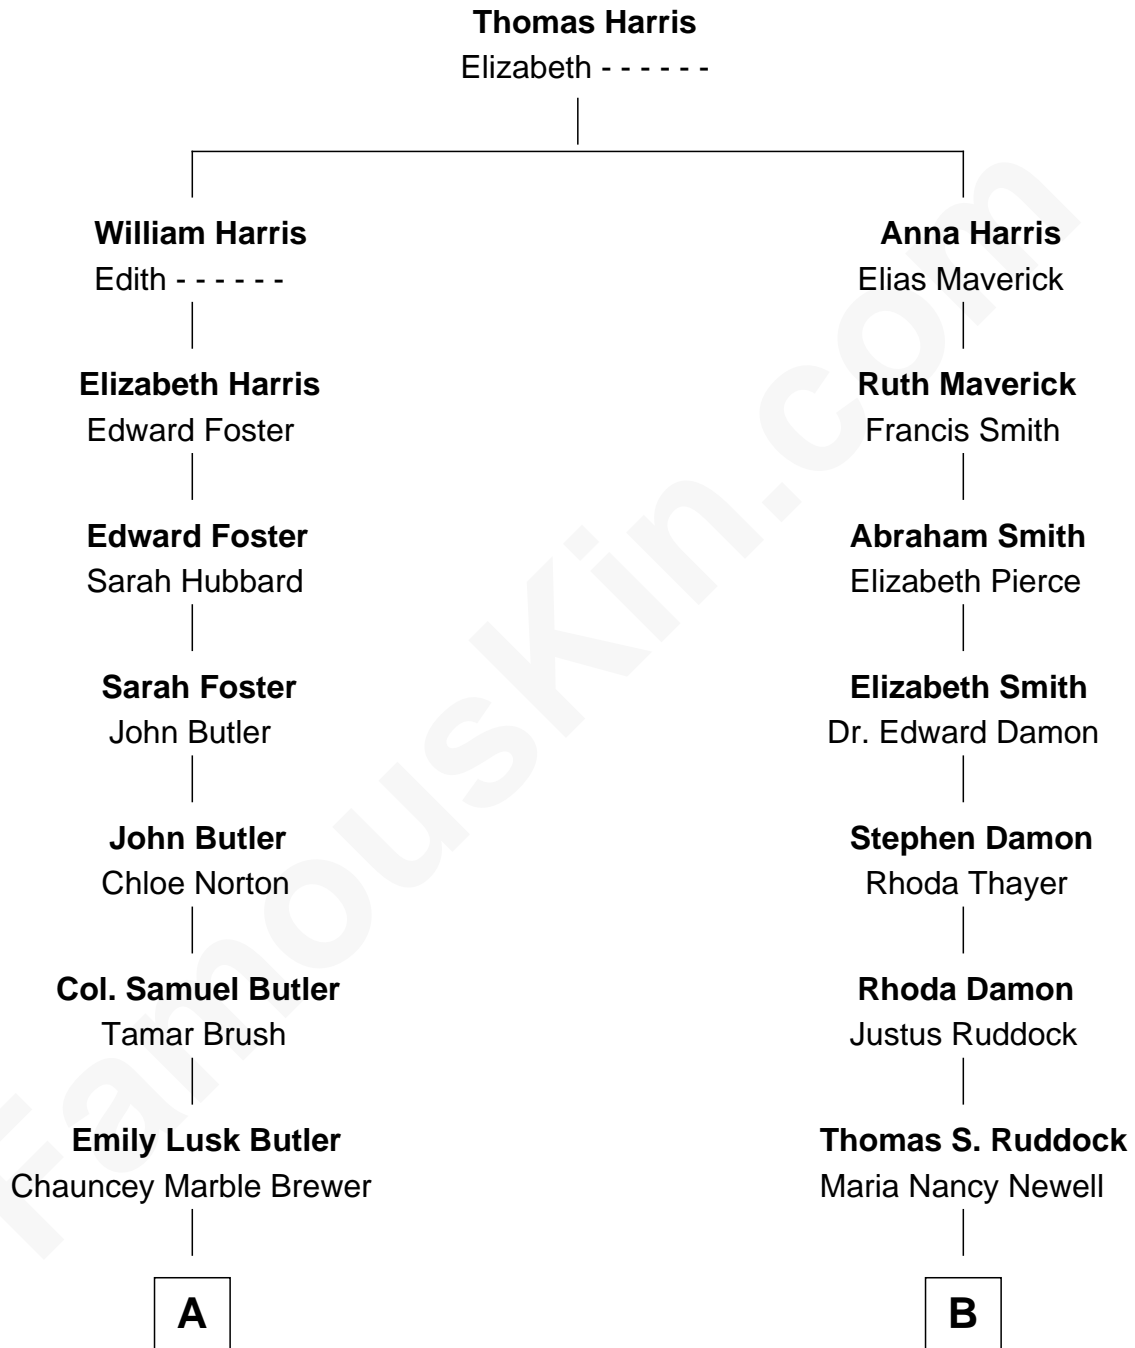 Thomas Harris
Elizabeth - - - - - -
William Harris
Edith - - - - - -
Anna Harris
Elias Maverick
Elizabeth Harris
Edward Foster
Ruth Maverick
Francis Smith
Edward Foster
Sarah Hubbard
Abraham Smith
Elizabeth Pierce
Sarah Foster
John Butler
Elizabeth Smith
Dr. Edward Damon
John Butler
Chloe Norton
Stephen Damon
Rhoda Thayer
Col. Samuel Butler
Tamar Brush
Rhoda Damon
Justus Ruddock
Emily Lusk Butler
Chauncey Marble Brewer
Thomas S. Ruddock
Maria Nancy Newell
A
B
FamousKin.com